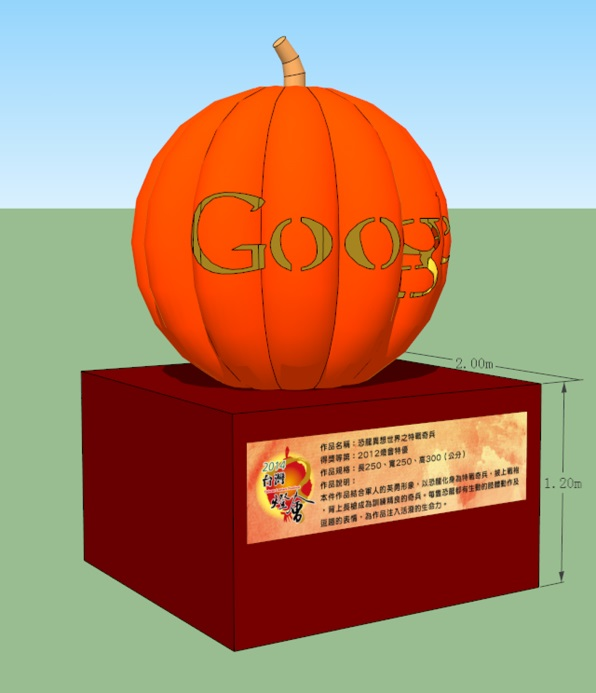 Goog
2.00m
1.20m
2014
台灣
燈會
作品名稱：恐龍異想世界之特戰奇兵
得獎等第：2012燈會特優
作品規格：長250、寬250、高300（公分）
作品說明：
本件作品結合軍人的英勇形象，以恐龍化身為特戰奇兵，披上戰袍
，背上長槍成為訓練精良的奇兵。每隻恐龍都有生動的肢體動作及
逗趣的表情，為作品注入活潑的生命力。